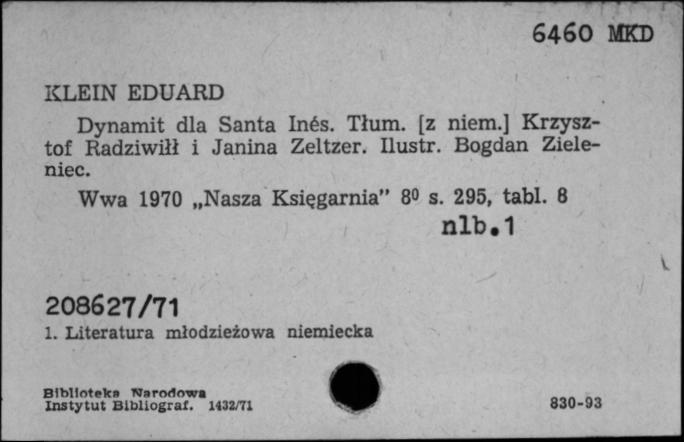 6460 MKD
KLEIN EDUARD
Dynamit dla Santa Inés. Tłum. [z niem.] Krzysz-
tof Radziwiłł i Janina Zeltzer. Ilustr. Bogdan Ziele-
niec.
Wwa 1970 „Nasza Księgarnia” 8⁰ s. 295, tabl. 8
nlb.1
208627/71
1. Literatura młodzieżowa niemiecka
Biblioteka Narodowa
Instytut Bibliograf. 1432/71
830-93